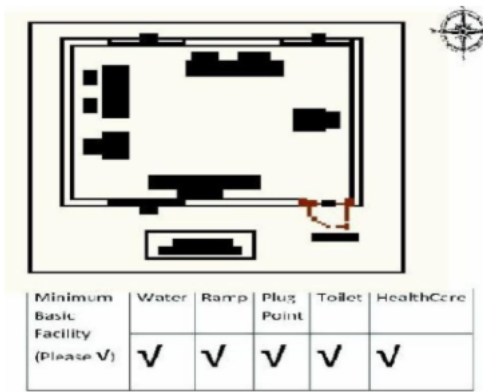 Minimum Basic Facility (Please √)
Water
Ramp
Plug Point
Toilet
HealthCare
√ √ √ √ √